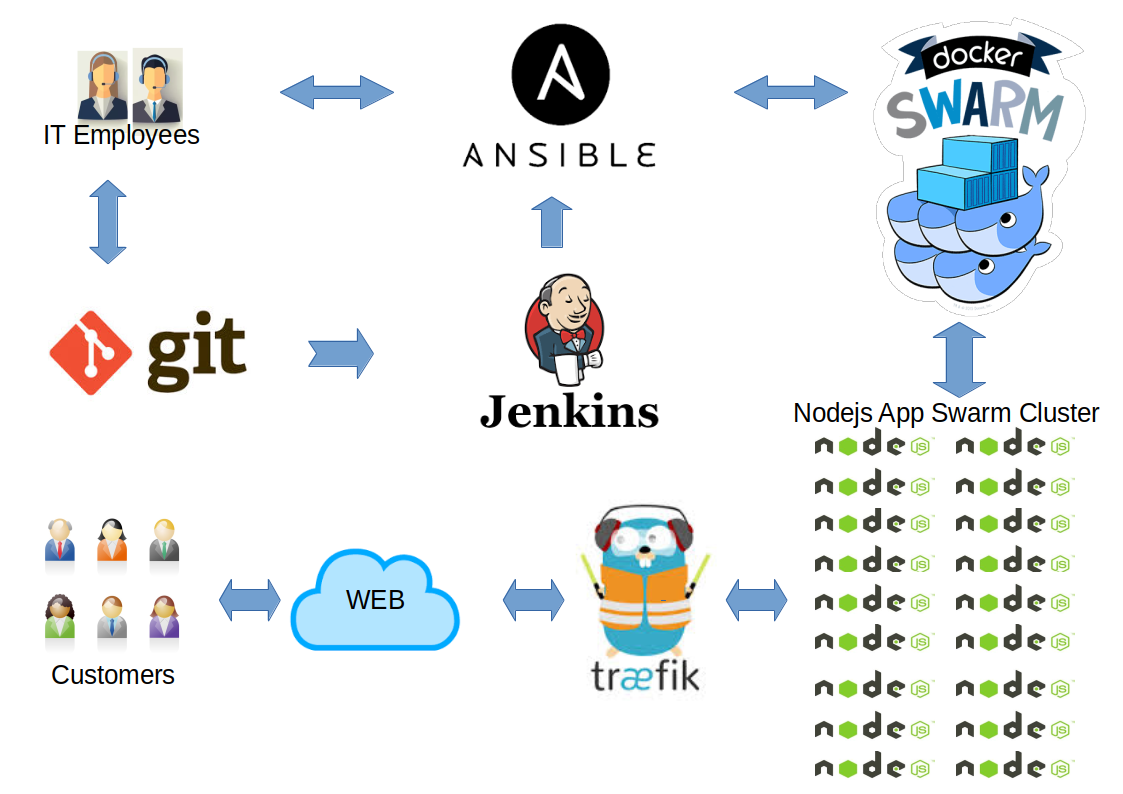 docker
SWARM
IT Employees
ANSIBLE
git
Jenkins
Nodejs App Swarm Cluster
node js node js
node js node js
node js node js
node js node js
node js node js
node js node js
node js node js
node js node js
node js node js
WEB
træfik
Customers